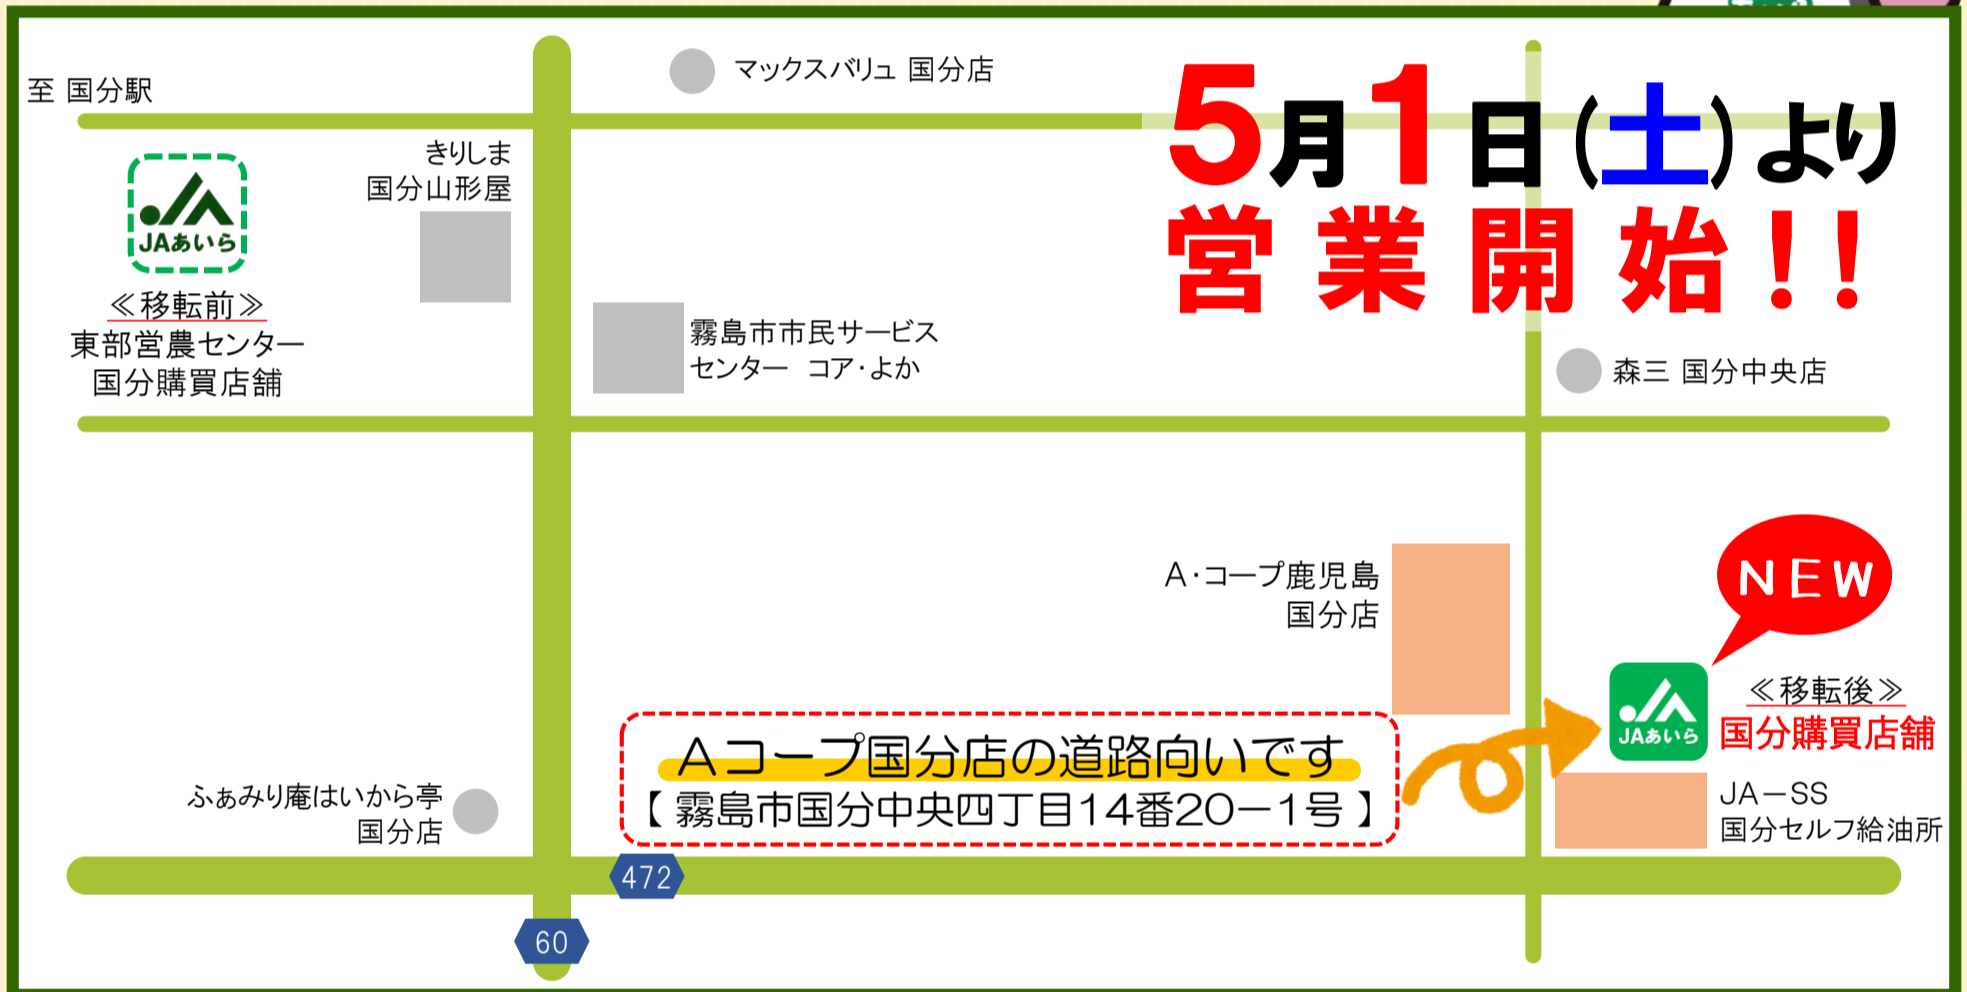 至 国分駅
マックスバリュ 国分店
5月1日(土)より
営業開始!!
きりしま
国分山形屋
JAあいら
≪移転前≫
東部営農センター
国分購買店舗
霧島市市民サービス
センター コア・よか
森三 国分中央店
A・コープ鹿児島
国分店
NEW
JAあいら
≪移転後≫
国分購買店舗
Aコープ国分店の道路向いです
【 霧島市国分中央四丁目14番20-1号 】
JA-SS
国分セルフ給油所
ふぁみり庵はいから亭
国分店
472
60